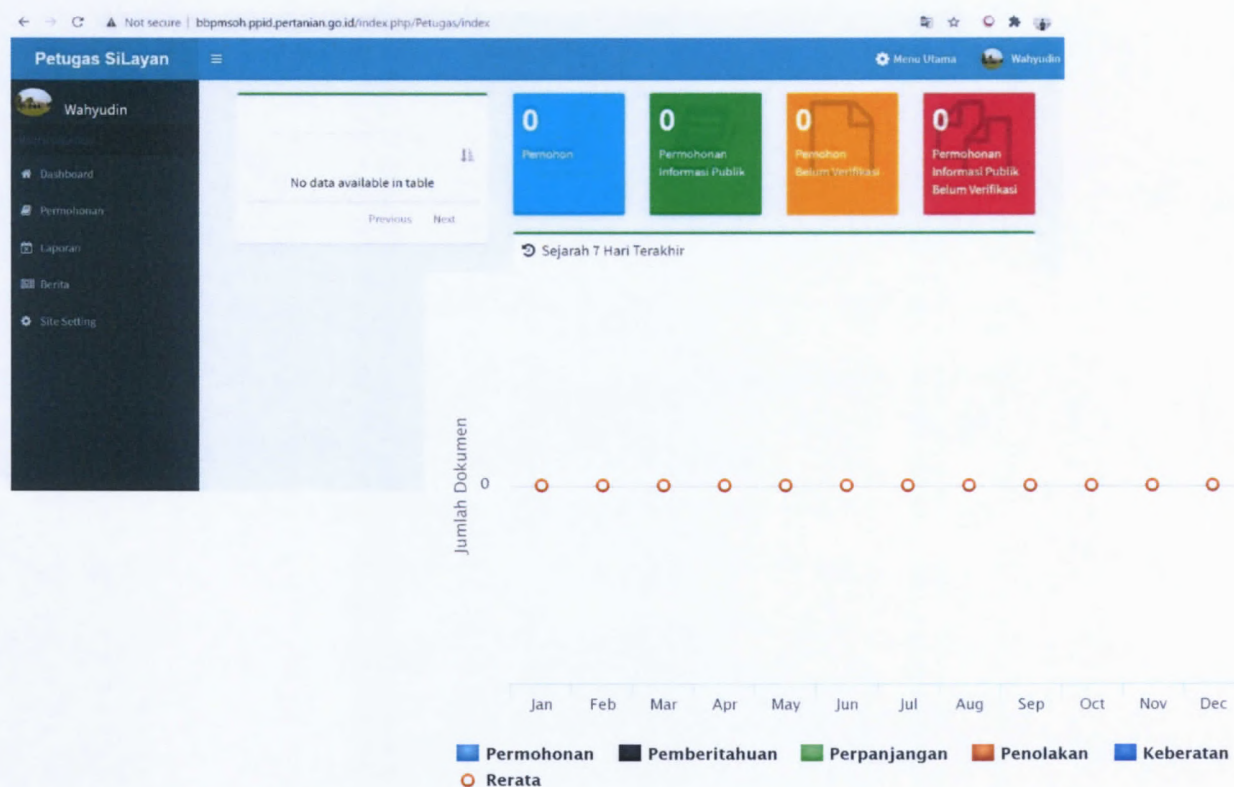 Not secure | bbpmsoh.ppid.pertanian.go.id/index.php/Petugas/index
Petugas SiLayan
Menu Utama
Wahyudin
Wahyudin
Dashboard
Permohonan
Laporan
Berita
Site Setting
No data available in table
Previous Next
0
Pemohon
0
Permohonan
Informasi Publik
0
Pemohon
Belum Verifikasi
0
Permohonan
Informasi Publik
Belum Verifikasi
Sejarah 7 Hari Terakhir
Jumlah Dokumen
0
Jan Feb Mar Apr May Jun Jul Aug Sep Oct Nov Dec
Permohonan Pemberitahuan Perpanjangan Penolakan Keberatan
Rerata